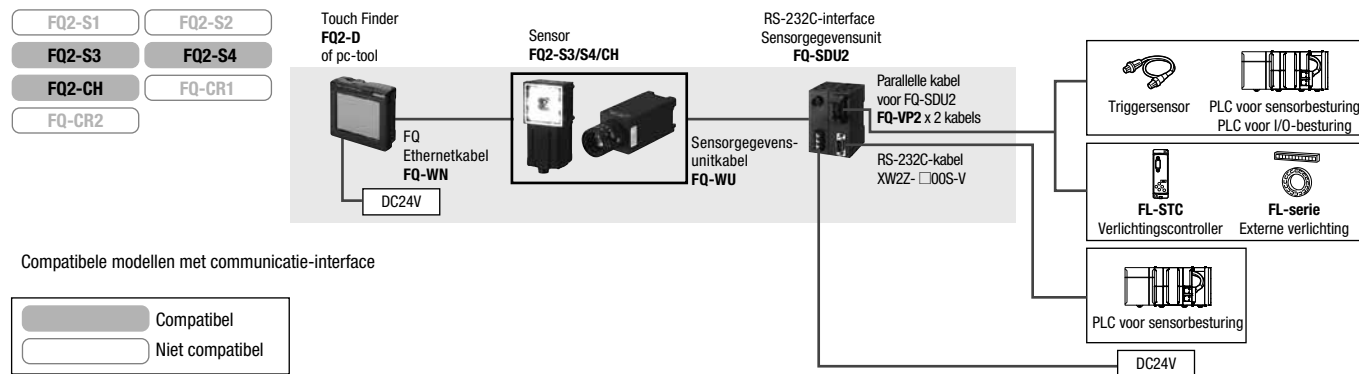 FQ2-S1 FQ2-S2
FQ2-S3 FQ2-S4
FQ2-CH FQ-CR1
FQ-CR2
Touch Finder
FQ2-D
of pc-tool
Sensor
FQ2-S3/S4/CH
RS-232C-interface
Sensorgegevensunit
FQ-SDU2
FQ
Ethernetkabel
FQ-WN
DC24V
Sensorgegevens-
unitkabel
FQ-WU
Parallelle kabel
voor FQ-SDU2
FQ-VP2 x 2 kabels
RS-232C-kabel
XW2Z- □00S-V
Triggersensor
PLC voor sensorbesturing
PLC voor I/O-besturing
FL-STC
Verlichtingscontroller
FL-serie
Externe verlichting
PLC voor sensorbesturing
DC24V
Compatibele modellen met communicatie-interface
Compatibel
Niet compatibel